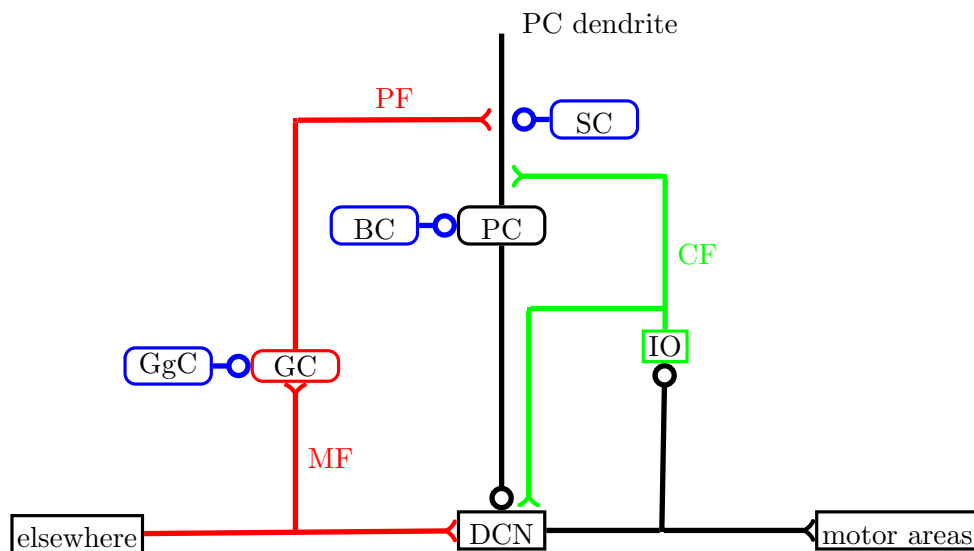 PC dendrite
PF
SC
BC
PC
CF
IO
GgC
GC
MF
elsewhere
DCN
motor areas